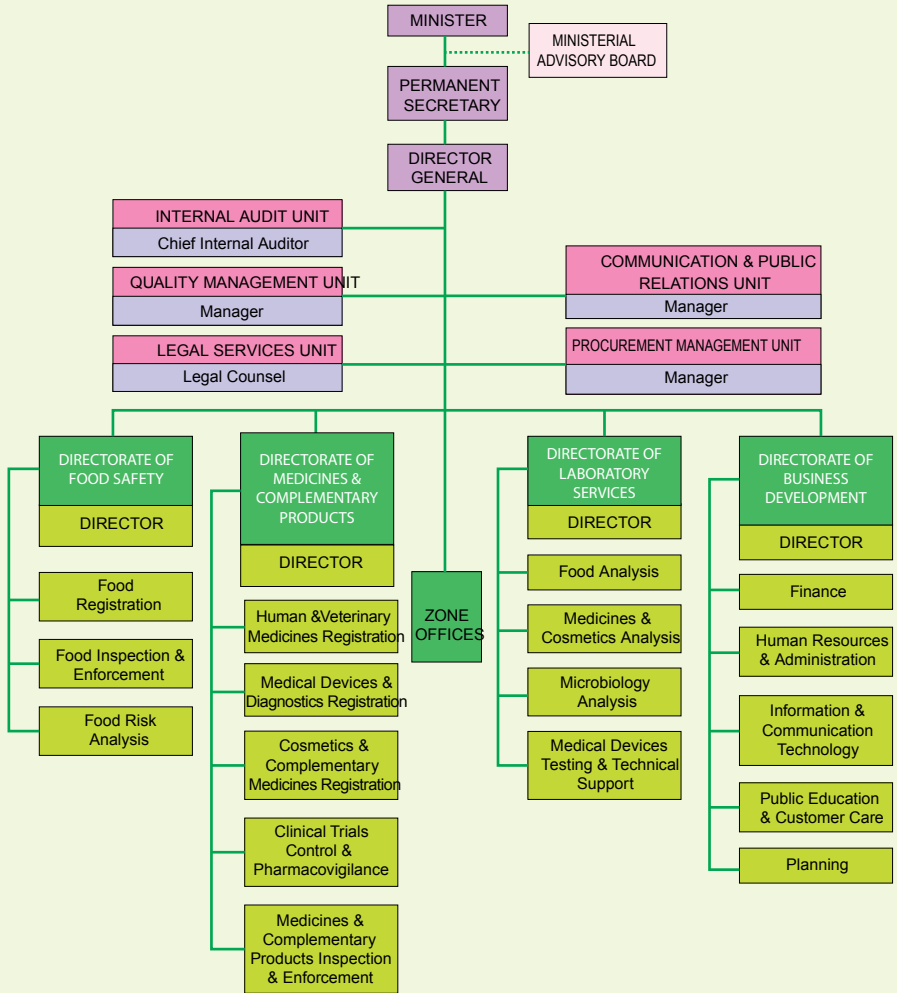 MINISTER
MINISTERIAL
ADVISORY BOARD
PERMANENT
SECRETARY
DIRECTOR
GENERAL
INTERNAL AUDIT UNIT
Chief Internal Auditor
QUALITY MANAGEMENT UNIT
Manager
COMMUNICATION & PUBLIC
RELATIONS UNIT
Manager
LEGAL SERVICES UNIT
Legal Counsel
PROCUREMENT MANAGEMENT UNIT
Manager
DIRECTORATE OF
FOOD SAFETY
DIRECTOR
Food
Registration
Food Inspection &
Enforcement
Food Risk
Analysis
DIRECTORATE OF
MEDICINES &
COMPLEMENTARY
PRODUCTS
DIRECTOR
Human &Veterinary
Medicines Registration
Medical Devices &
Diagnostics Registration
Cosmetics &
Complementary
Medicines Registration
Clinical Trials
Control &
Pharmacovigilance
Medicines &
Complementary
Products Inspection
& Enforcement
ZONE
OFFICES
DIRECTORATE OF
LABORATORY
SERVICES
DIRECTOR
Food Analysis
Medicines &
Cosmetics Analysis
Microbiology
Analysis
Medical Devices
Testing & Technical
Support
DIRECTORATE OF
BUSINESS
DEVELOPMENT
DIRECTOR
Finance
Human Resources
& Administration
Information &
Communication
Technology
Public Education
& Customer Care
Planning